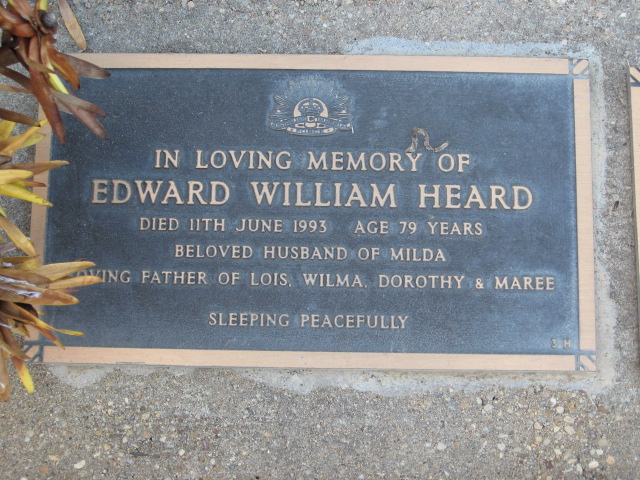 IN LOVING MEMORY OF
EDWARD WILLIAM HEARD
DIED 11TH JUNE 1993 AGE 79 YEARS
BELOVED HUSBAND OF MILDA
OVING FATHER OF LOIS, WILMA, DOROTHY & MAREE
SLEEPING PEACEFULLY